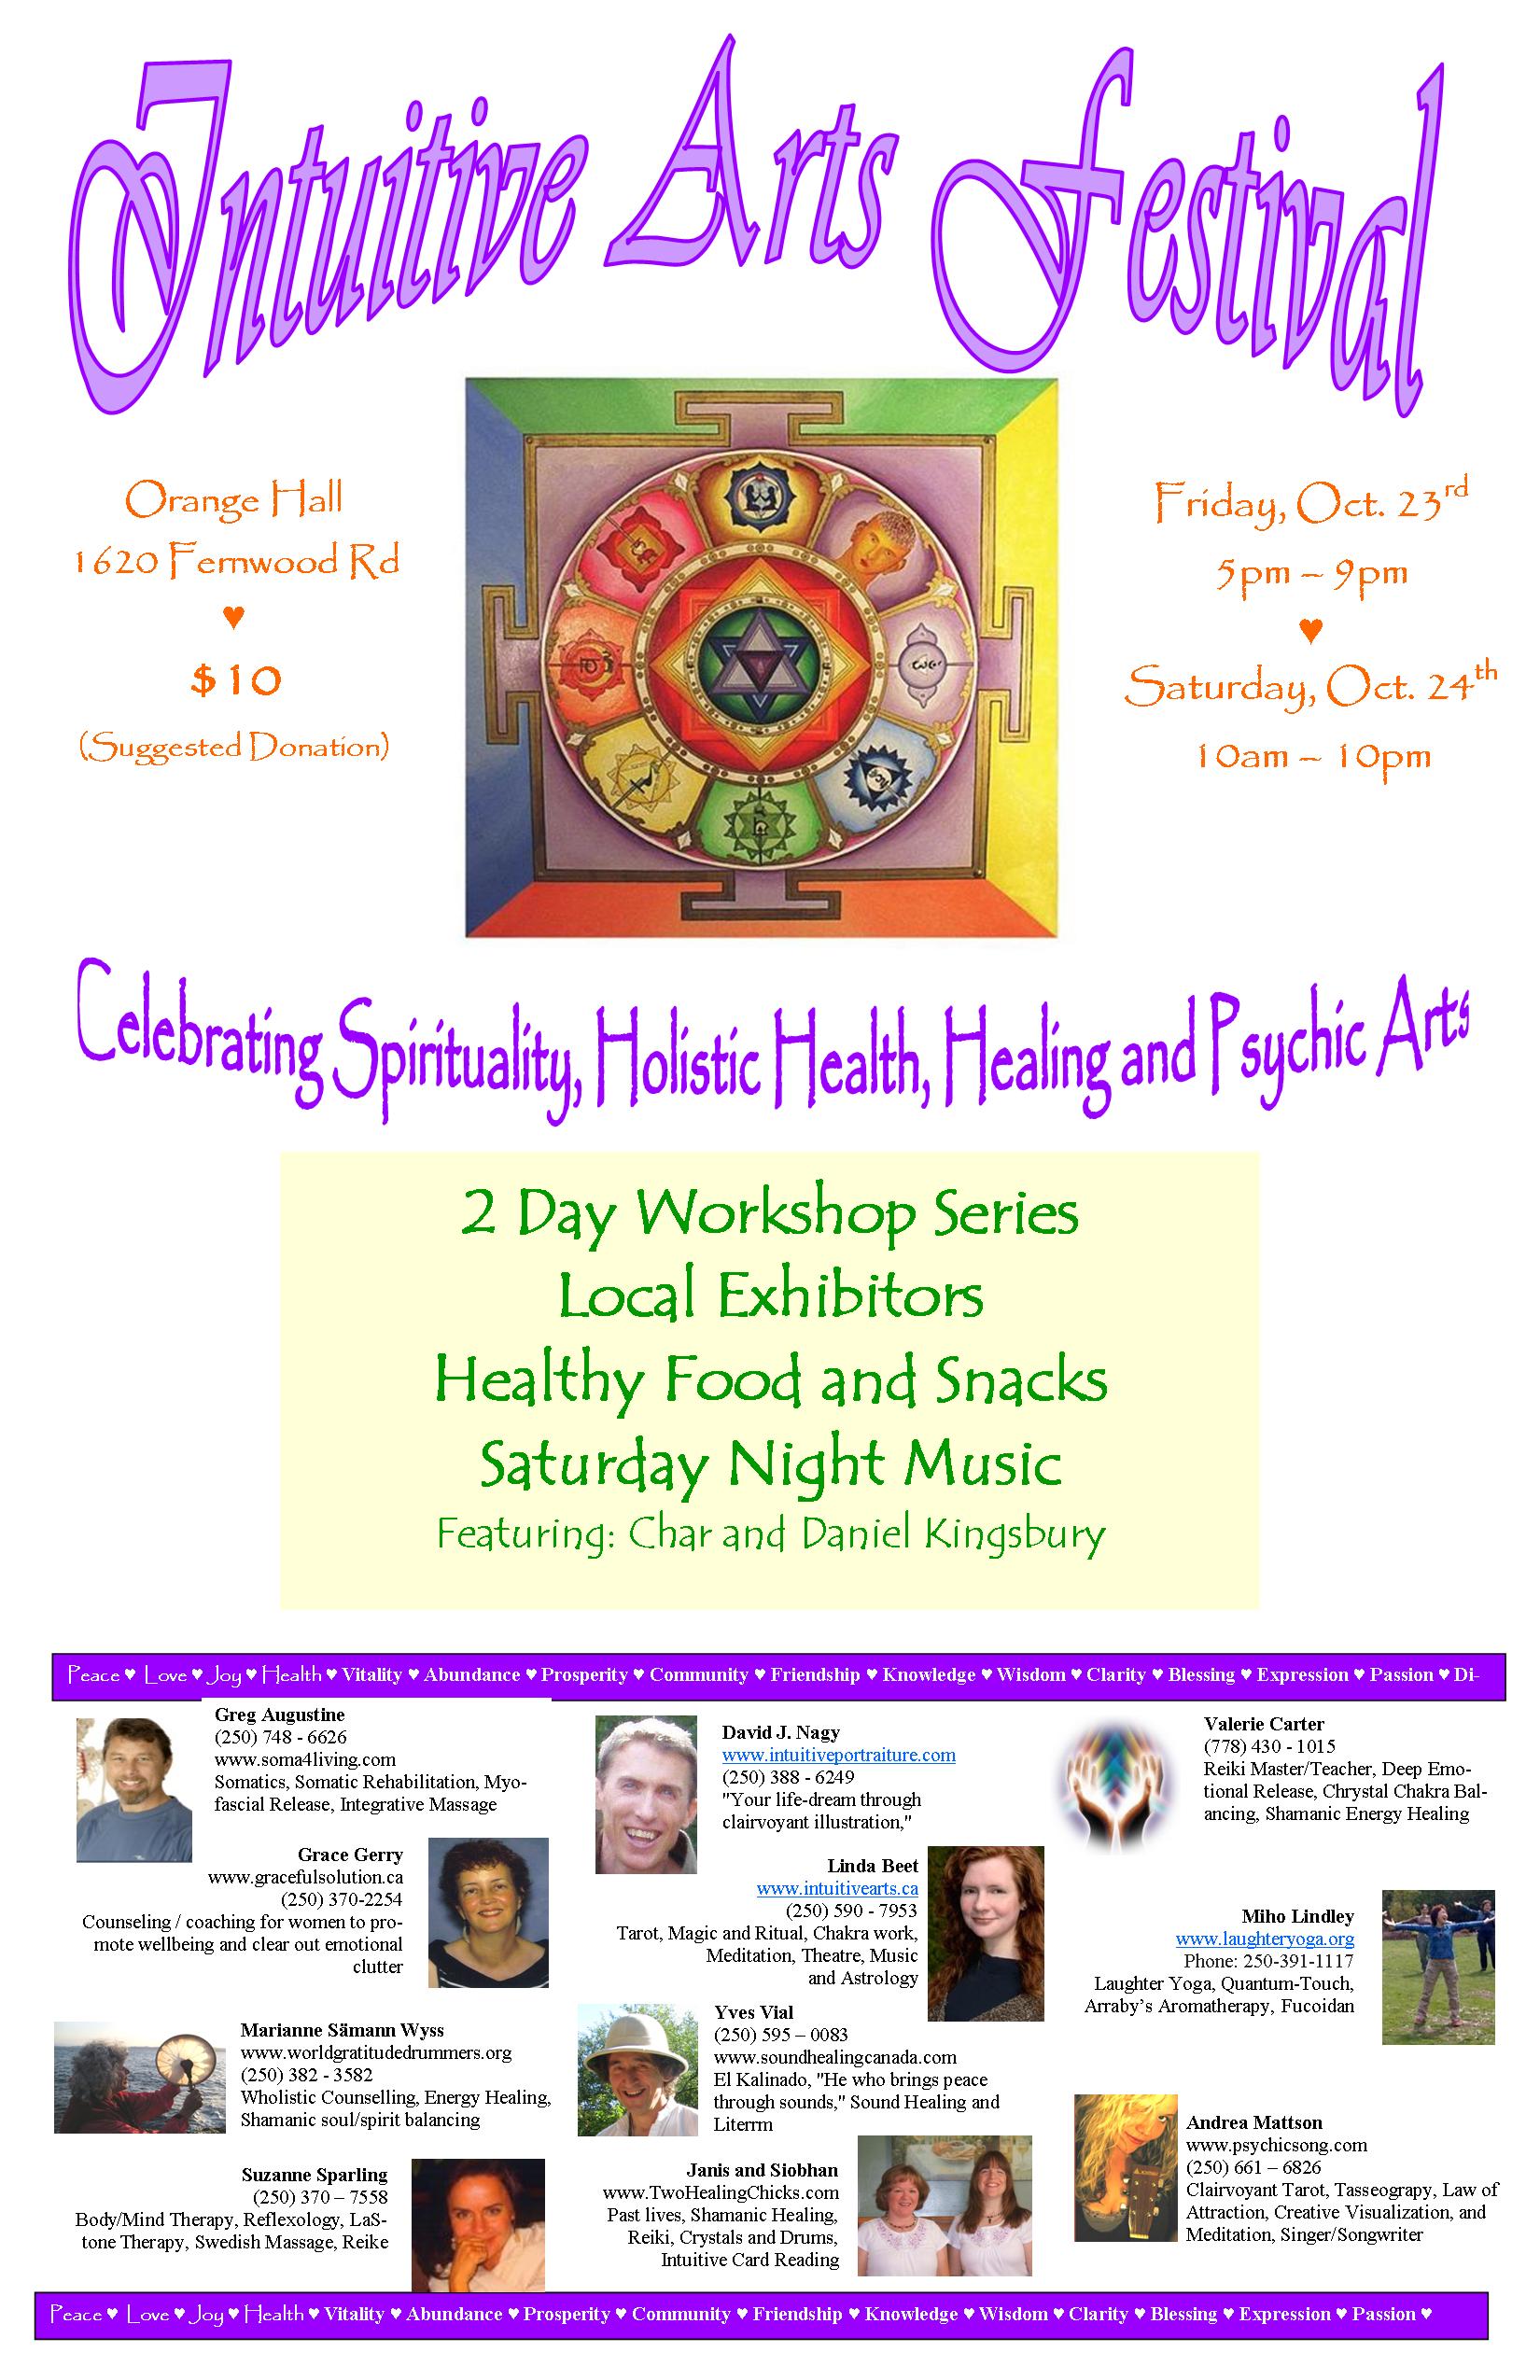 Intuitive Arts Festival
Orange Hall
1620 Fernwood Rd
♥
$10
(Suggested Donation)
Friday, Oct. 23rd
5pm – 9pm
♥
Saturday, Oct. 24th
10am – 10pm
Celebrating Spirituality, Holistic Health, Healing and Psychic Arts
2 Day Workshop Series
Local Exhibitors
Healthy Food and Snacks
Saturday Night Music
Featuring: Char and Daniel Kingsbury
Peace ♥ Love ♥ Joy ♥ Health ♥ Vitality ♥ Abundance ♥ Prosperity ♥ Community ♥ Friendship ♥ Knowledge ♥ Wisdom ♥ Clarity ♥ Blessing ♥ Expression ♥ Passion ♥ Di-
Greg Augustine
(250) 748 - 6626
www.soma4living.com
Somatics, Somatic Rehabilitation, Myo-
fascial Release, Integrative Massage
Grace Gerry
www.gracefulsolution.ca
(250) 370-2254
Counseling / coaching for women to pro-
mote wellbeing and clear out emotional
clutter
Marianne Sämann Wyss
www.worldgratitudedrummers.org
(250) 382 - 3582
Wholistic Counselling, Energy Healing,
Shamanic soul/spirit balancing
Suzanne Sparling
(250) 370 – 7558
Body/Mind Therapy, Reflexology, LaS-
tone Therapy, Swedish Massage, Reike
David J. Nagy
www.intuitiveportraiture.com
(250) 388 - 6249
"Your life-dream through
clairvoyant illustration,"
Linda Beet
www.intuitivearts.ca
(250) 590 - 7953
Tarot, Magic and Ritual, Chakra work,
Meditation, Theatre, Music
and Astrology
Yves Vial
(250) 595 – 0083
www.soundhealingcanada.com
El Kalinado, "He who brings peace
through sounds," Sound Healing and
Literrm
Janis and Siobhan
www.TwoHealingChicks.com
Past lives, Shamanic Healing,
Reiki, Crystals and Drums,
Intuitive Card Reading
Valerie Carter
(778) 430 - 1015
Reiki Master/Teacher, Deep Emo-
tional Release, Chrystal Chakra Bal-
ancing, Shamanic Energy Healing
Miho Lindley
www.laughteryoga.org
Phone: 250-391-1117
Laughter Yoga, Quantum-Touch,
Arraby's Aromatherapy, Fucoidan
Andrea Mattson
www.psychicsong.com
(250) 661 – 6826
Clairvoyant Tarot, Tasseograpy, Law of
Attraction, Creative Visualization, and
Meditation, Singer/Songwriter
Peace ♥ Love ♥ Joy ♥ Health ♥ Vitality ♥ Abundance ♥ Prosperity ♥ Community ♥ Friendship ♥ Knowledge ♥ Wisdom ♥ Clarity ♥ Blessing ♥ Expression ♥ Passion ♥